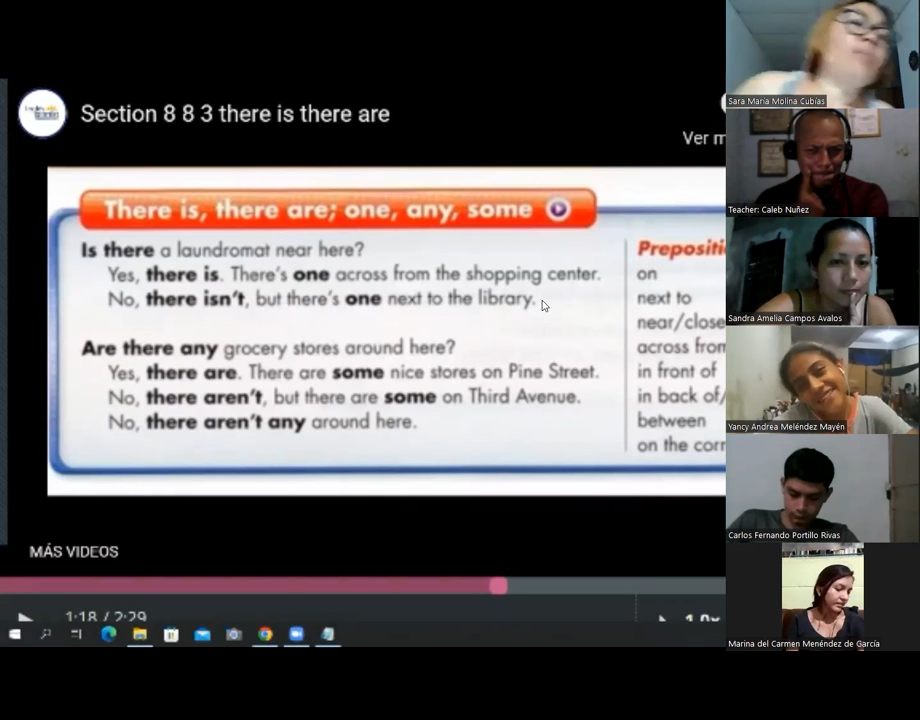 Section 8 8 3 there is there are
Ver m
There is, there are; one, any, some
Is there a laundromat near here?
Yes, there is. There's one across from the shopping center.
No, there isn't, but there's one next to the library.
Are there any grocery stores around here?
Yes, there are. There are some nice stores on Pine Street.
No, there aren't, but there are some on Third Avenue.
No, there aren't any around here.
Prepositi
on
next to
near/close
across from
in front of
in back of/
between
on the corr
MÁS VIDEOS
1:18 / 2:29
1.0x
Sara María Molina Cubías
Teacher: Caleb Nuñez
Sandra Amelia Campos Avalos
Yancy Andrea Meléndez Mayén
Carlos Fernando Portillo Rivas
Marina del Carmen Menéndez de García